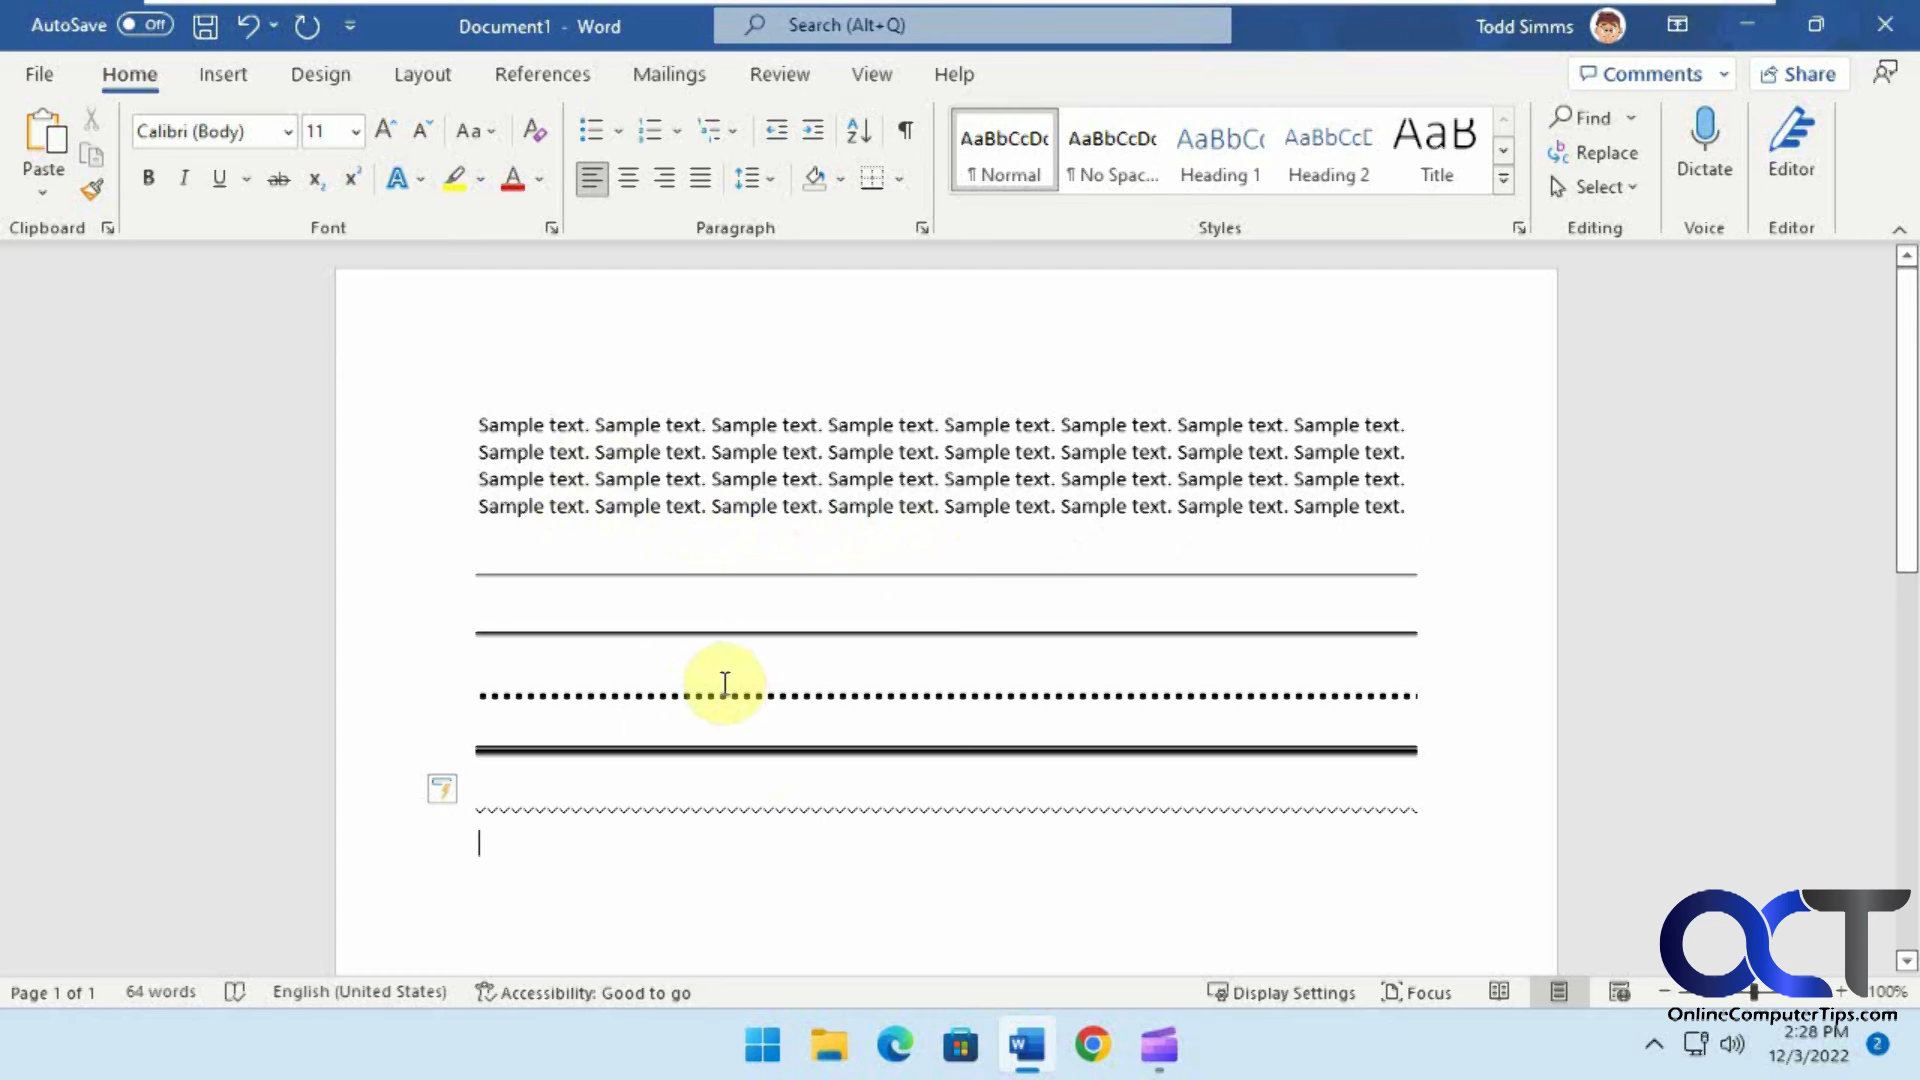 AutoSave Off Document1 - Word Search (Alt+Q) Todd Simms
File Home Insert Design Layout References Mailings Review View Help Comments Share
Paste Calibri (Body) 11 Aa AaBbCcDc AaBbCcDc AaBbCc AaBbCcD AaB Find Replace Select Dictate Editor
¶ Normal ¶ No Spac... Heading 1 Heading 2 Title
Clipboard Font Paragraph Styles Editing Voice Editor
Sample text. Sample text. Sample text. Sample text. Sample text. Sample text. Sample text. Sample text.
Sample text. Sample text. Sample text. Sample text. Sample text. Sample text. Sample text. Sample text.
Sample text. Sample text. Sample text. Sample text. Sample text. Sample text. Sample text. Sample text.
Sample text. Sample text. Sample text. Sample text. Sample text. Sample text. Sample text. Sample text.
OCT
Page 1 of 1 64 words English (United States) Accessibility: Good to go Display Settings Focus 100%
OnlineComputerTips.com
2:28 PM
12/3/2022 2